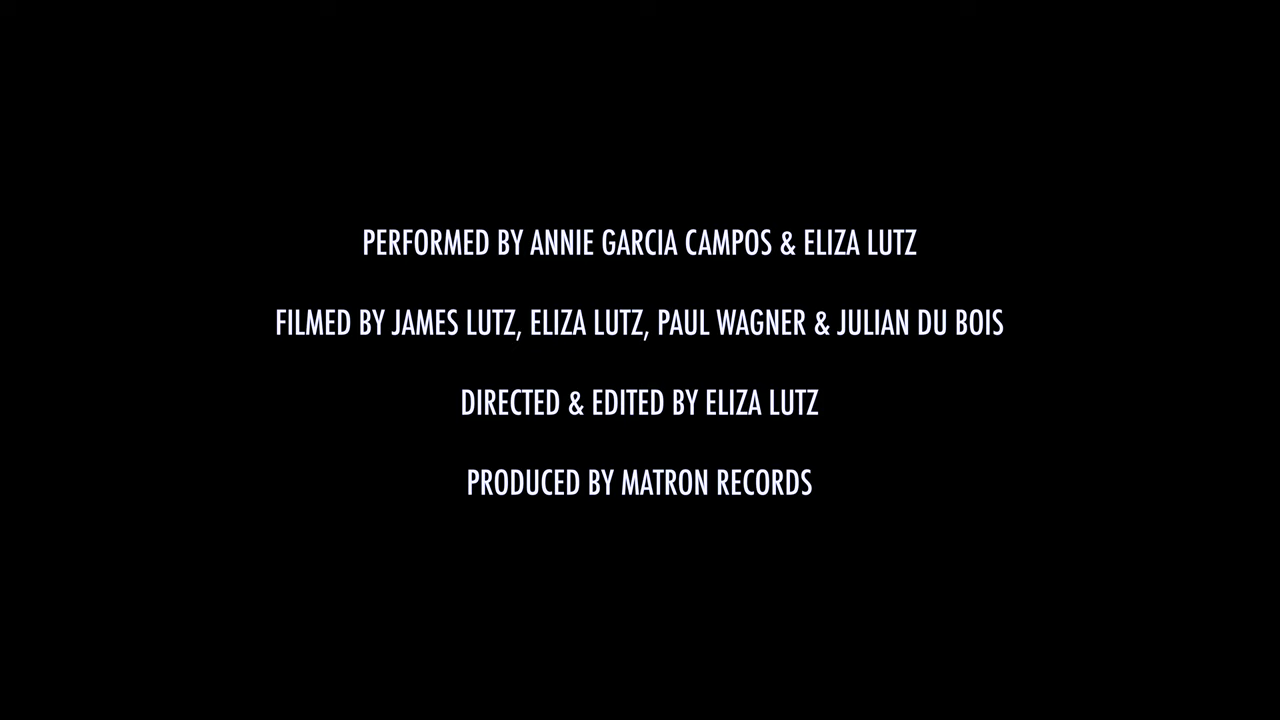 PERFORMED BY ANNIE GARCIA CAMPOS & ELIZA LUTZ
FILMED BY JAMES LUTZ, ELIZA LUTZ, PAUL WAGNER & JULIAN DU BOIS
DIRECTED & EDITED BY ELIZA LUTZ
PRODUCED BY MATRON RECORDS